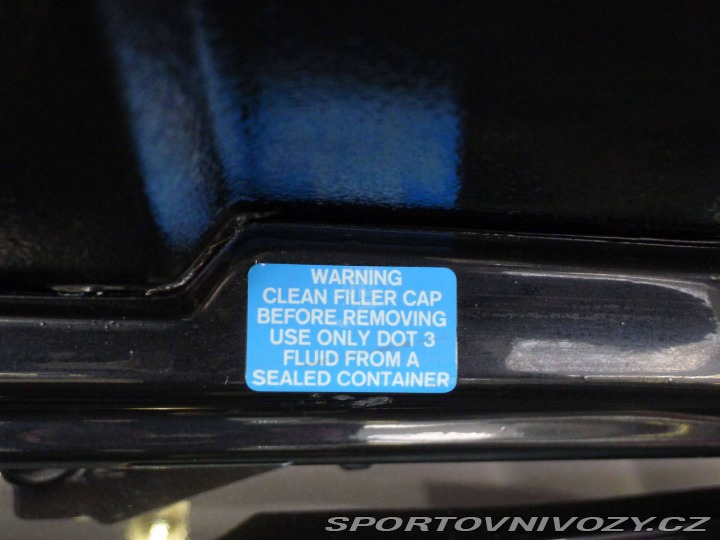 WARNING
CLEAN FILLER CAP
BEFORE REMOVING
USE ONLY DOT 3
FLUID FROM A
SEALED CONTAINER
SPORTOVNIVOZY.CZ